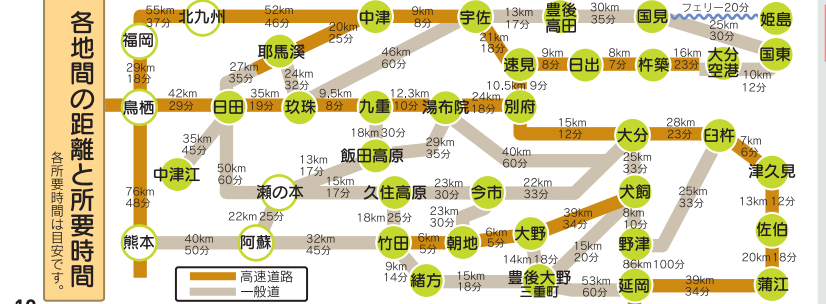 各地間の距離と所要時間
各所要時間は目安です。
55km 37分
北九州
52km 46分
中津
9km 8分
宇佐
13km 17分
豊後高田
30km 35分
国見
フェリー20分
姫島
福岡
耶馬溪
20km 25分
46km 60分
21km 18分
25km 30分
国東
速見
9km 8分
日出
8km 7分
杵築
16km 23分
大分空港
10km 12分
29km 18分
27km 35分
24km 32分
10.5km 9分
鳥栖
42km 29分
日田
35km 19分
玖珠
9.5km 8分
九重
12.3km 10分
湯布院
24km 18分
別府
15km 12分
大分
28km 23分
臼杵
7km 6分
津久見
35km 45分
中津江
50km 60分
18km 30分
飯田高原
29km 35分
40km 60分
25km 33分
13km 17分
瀬の本
15km 17分
久住高原
23km 30分
今市
22km 33分
犬飼
25km 33分
13km 12分
佐伯
76km 48分
22km 25分
18km 25分
23km 30分
39km 34分
8km 10分
熊本
40km 50分
阿蘇
32km 45分
竹田
6km 5分
朝地
6km 5分
大野
15km 20分
野津
20km 18分
9km 14分
緒方
15km 18分
14km 18分
豊後大野
三重町
53km 60分
86km 100分
延岡
39km 34分
蒲江
高速道路
一般道